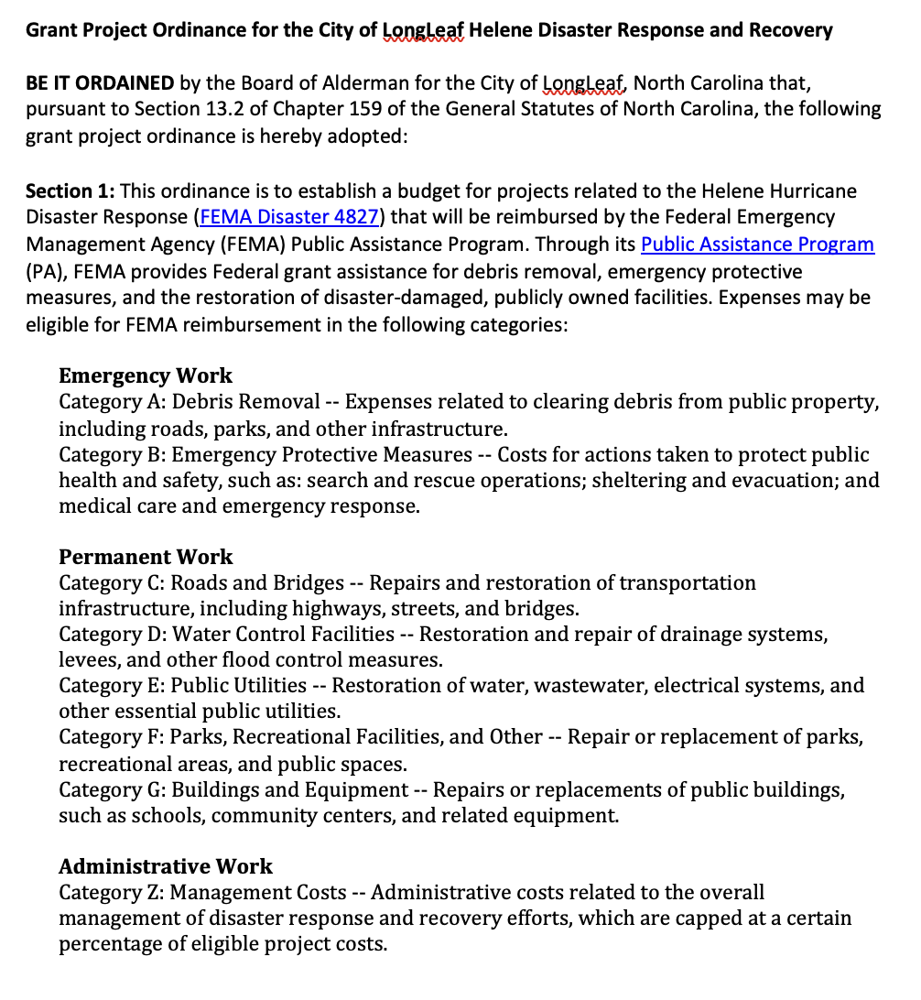 Grant Project Ordinance for the City of LongLeaf Helene Disaster Response and Recovery
BE IT ORDAINED by the Board of Alderman for the City of LongLeaf, North Carolina that,
pursuant to Section 13.2 of Chapter 159 of the General Statutes of North Carolina, the following
grant project ordinance is hereby adopted:
Section 1: This ordinance is to establish a budget for projects related to the Helene Hurricane
Disaster Response (FEMA Disaster 4827) that will be reimbursed by the Federal Emergency
Management Agency (FEMA) Public Assistance Program. Through its Public Assistance Program
(PA), FEMA provides Federal grant assistance for debris removal, emergency protective
measures, and the restoration of disaster-damaged, publicly owned facilities. Expenses may be
eligible for FEMA reimbursement in the following categories:
Emergency Work
Category A: Debris Removal -- Expenses related to clearing debris from public property,
including roads, parks, and other infrastructure.
Category B: Emergency Protective Measures -- Costs for actions taken to protect public
health and safety, such as: search and rescue operations; sheltering and evacuation; and
medical care and emergency response.
Permanent Work
Category C: Roads and Bridges -- Repairs and restoration of transportation
infrastructure, including highways, streets, and bridges.
Category D: Water Control Facilities -- Restoration and repair of drainage systems,
levees, and other flood control measures.
Category E: Public Utilities -- Restoration of water, wastewater, electrical systems, and
other essential public utilities.
Category F: Parks, Recreational Facilities, and Other -- Repair or replacement of parks,
recreational areas, and public spaces.
Category G: Buildings and Equipment -- Repairs or replacements of public buildings,
such as schools, community centers, and related equipment.
Administrative Work
Category Z: Management Costs -- Administrative costs related to the overall
management of disaster response and recovery efforts, which are capped at a certain
percentage of eligible project costs.